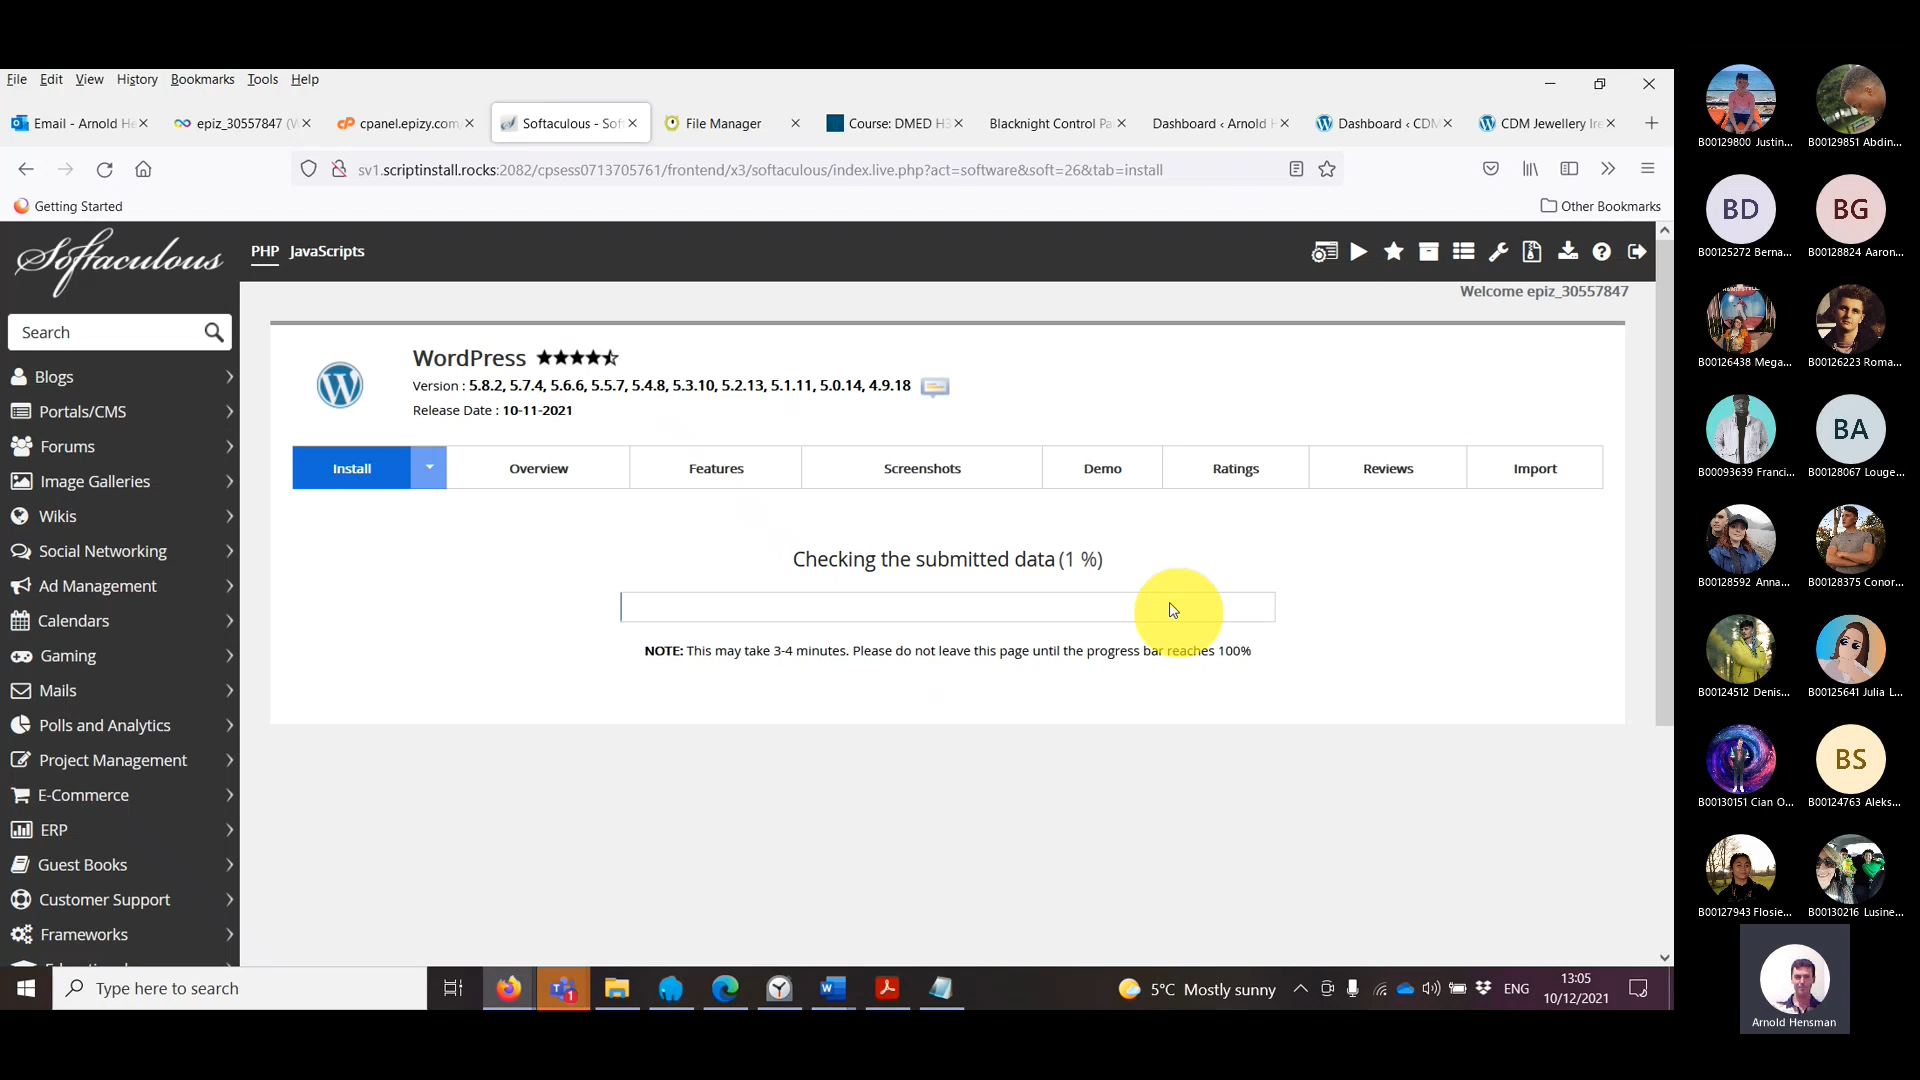 File Edit View History Bookmarks Tools Help
Email - Arnold He
epiz_30557847 (V
cpanel.epizy.com
Softaculous - Sof
File Manager
Course: DMED H3
Blacknight Control Pa
Dashboard ‹ Arnold H
Dashboard ‹ CDM
CDM Jewellery Ire
sv1.scriptinstall.rocks:2082/cpsess0713705761/frontend/x3/softaculous/index.live.php?act=software&soft=26&tab=install
Getting Started
Other Bookmarks
Softaculous
PHP JavaScripts
Welcome epiz_30557847
Search
Blogs
Portals/CMS
Forums
Image Galleries
Wikis
Social Networking
Ad Management
Calendars
Gaming
Mails
Polls and Analytics
Project Management
E-Commerce
ERP
Guest Books
Customer Support
Frameworks
WordPress
Version : 5.8.2, 5.7.4, 5.6.6, 5.5.7, 5.4.8, 5.3.10, 5.2.13, 5.1.11, 5.0.14, 4.9.18
Release Date : 10-11-2021
Install Overview Features Screenshots Demo Ratings Reviews Import
Checking the submitted data (1 %)
NOTE: This may take 3-4 minutes. Please do not leave this page until the progress bar reaches 100%
Type here to search
1
5°C Mostly sunny
ENG
13:05
10/12/2021
B00129800 Justin...
B00129851 Abdin...
BD
B00125272 Berna...
BG
B00128824 Aaron...
B00126438 Mega...
B00126223 Roma...
B00093639 Franci...
BA
B00128067 Louge...
B00128592 Anna...
B00128375 Conor...
B00124512 Denis...
B00125641 Julia L...
B00130151 Cian O...
BS
B00124763 Aleks...
B00127943 Flosie...
B00130216 Lusine...
Arnold Hensman